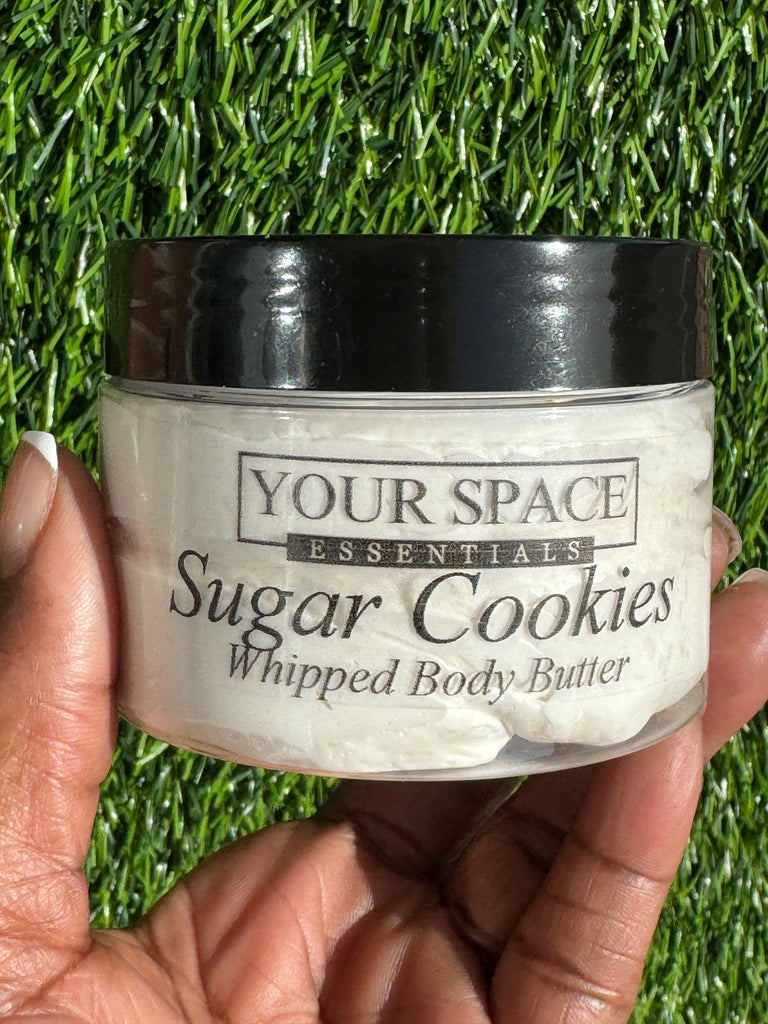 YOUR SPACE
ESSENTIALS
Sugar Cookies
Whipped Body Butter